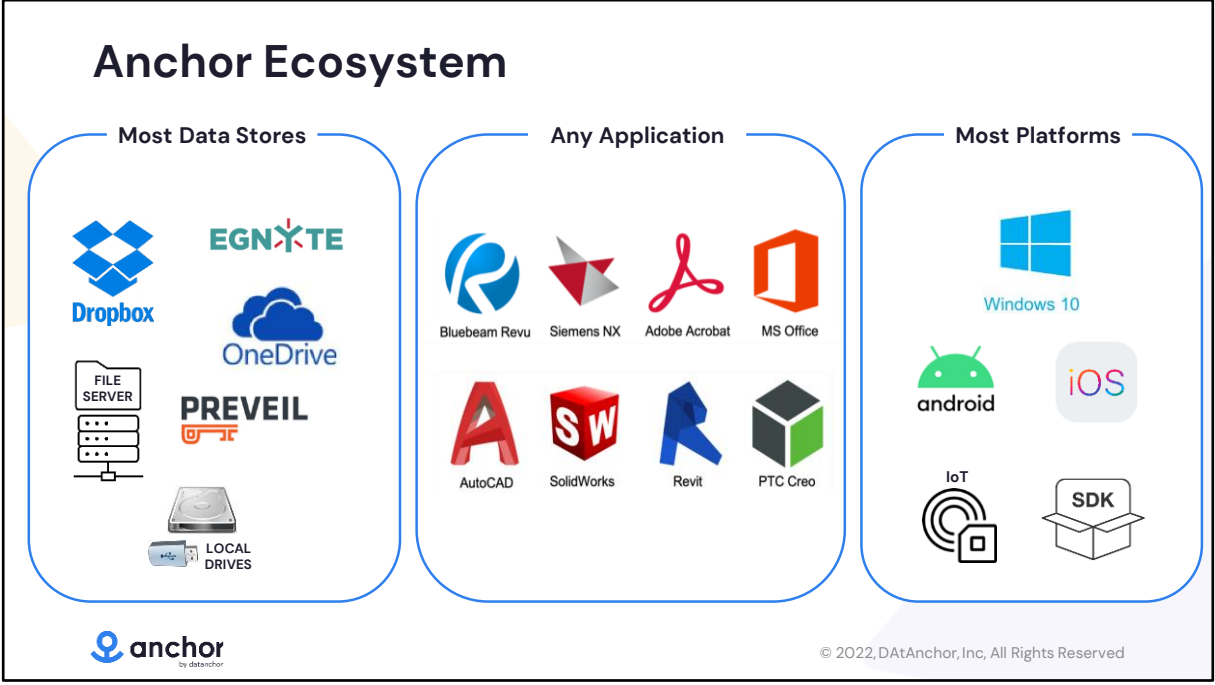 Anchor Ecosystem
Most Data Stores
Dropbox
EGNYTE
OneDrive
FILE
SERVER
PREVEIL
LOCAL
DRIVES
Any Application
Bluebeam Revu
Siemens NX
Adobe Acrobat
MS Office
SW
AutoCAD
SolidWorks
Revit
PTC Creo
Most Platforms
Windows 10
android
iOS
IoT
SDK
anchor
by datanchor
© 2022, DAtAnchor, Inc, All Rights Reserved